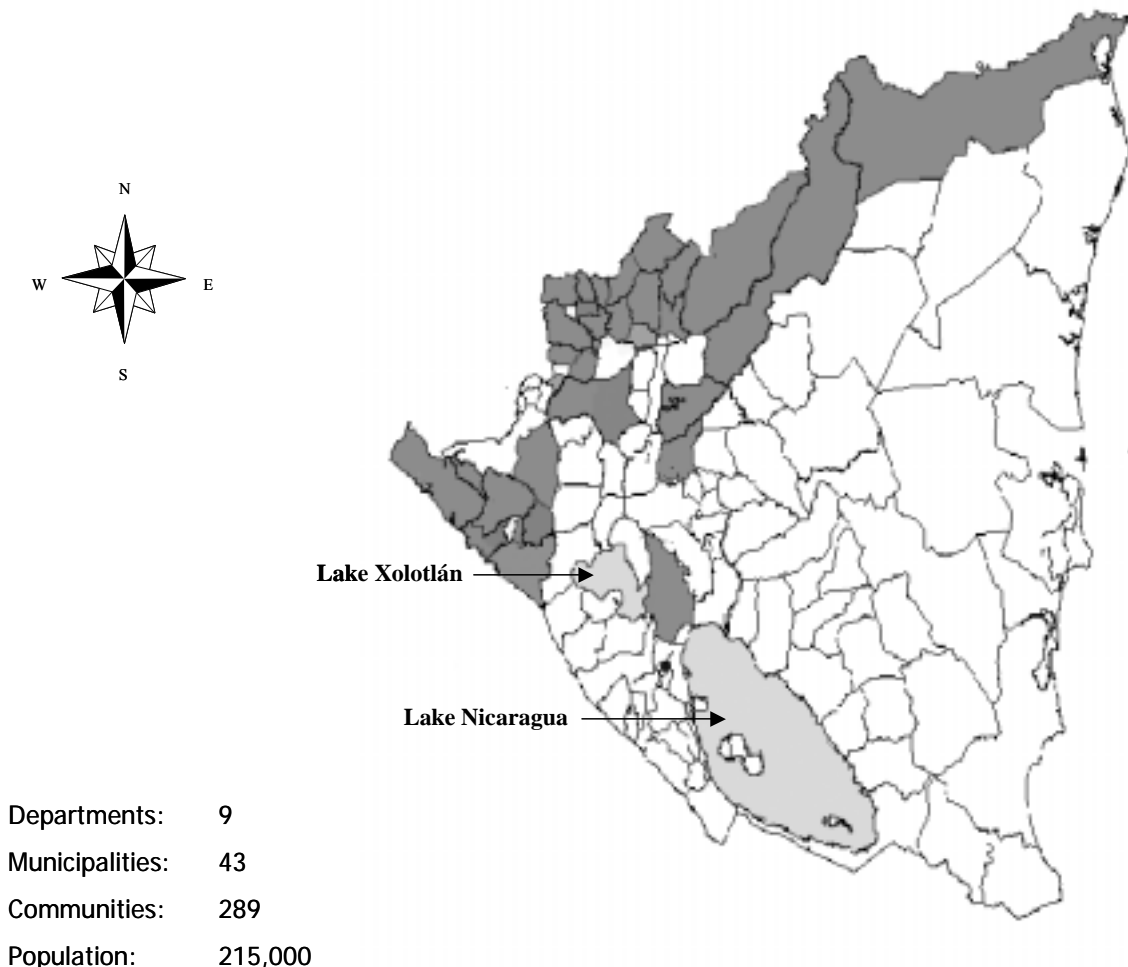 N
W E
S
Lake Xolotlán
Lake Nicaragua
Departments: 9
Municipalities: 43
Communities: 289
Population: 215,000